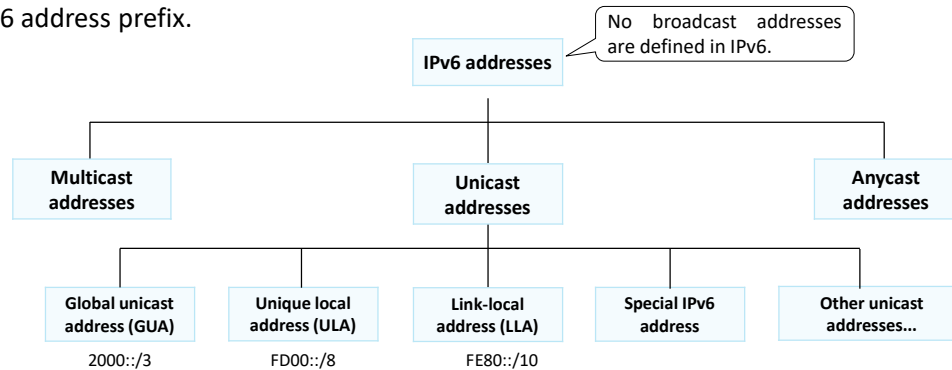 6 address prefix.
No broadcast addresses
are defined in IPv6.
IPv6 addresses
Multicast
addresses
Unicast
addresses
Anycast
addresses
Global unicast
address (GUA)
Unique local
address (ULA)
Link-local
address (LLA)
Special IPv6
address
Other unicast
addresses...
2000::/3
FD00::/8
FE80::/10